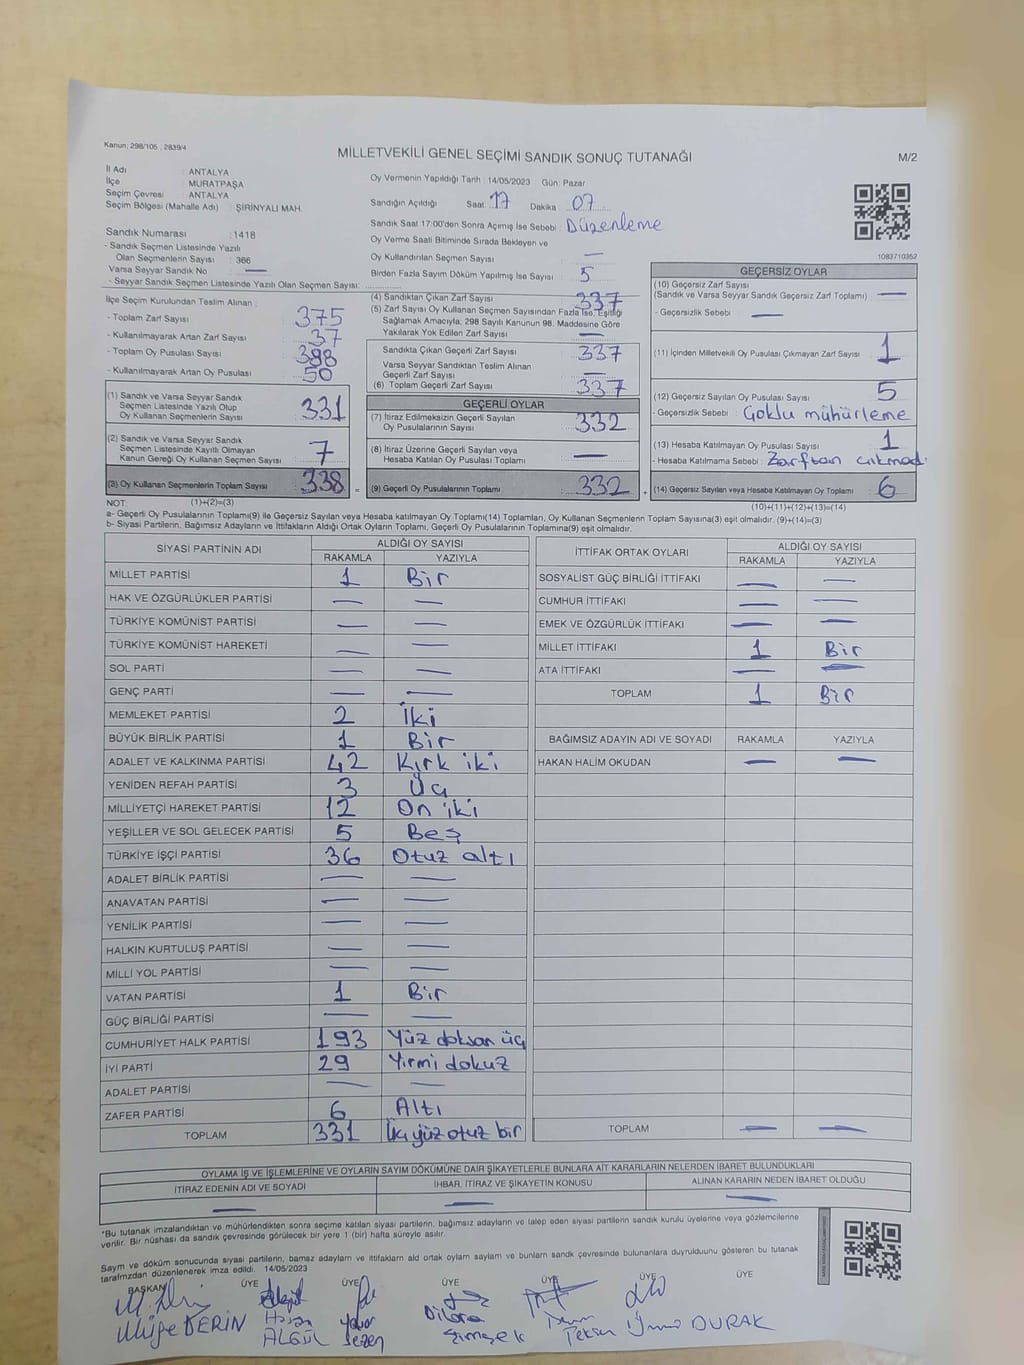 Kanun; 298/105 , 2839/4
MİLLETVEKİLİ GENEL SEÇİMİ SANDIK SONUÇ TUTANAĞI
M/2
İl Adı : ANTALYA
İlçe : MURATPAŞA
Seçim Çevresi : ANTALYA
Seçim Bölgesi (Mahalle Adı) : ŞİRİNYALI MAH.
Sandık Numarası :1418
- Sandık Seçmen Listesinde Yazılı
Olan Seçmenlerin Sayısı : 366
Varsa Seyyar Sandık No —
- Seyyar Sandık Seçmen Listesinde Yazılı Olan Seçmen Sayısı:
Oy Vermenin Yapıldığı Tarih : 14/05/2023 Gün: Pazar
Sandığın Açıldığı Saat: 17 Dakika 07
Sandık Saat 17:00'den Sonra Açımış İse Sebebi : Düzenleme
Oy Verme Saati Bitiminde Sırada Bekleyen ve
Oy Kullandırılan Seçmen Sayısı —
Birden Fazla Sayım Döküm Yapılmış İse Sayısı 5
1083710352
İlçe Seçim Kurulundan Teslim Alınan :
- Toplam Zarf Sayısı 375
- Kullanılmayarak Artan Zarf Sayısı 37
- Toplam Oy Pusulası Sayısı 388
- Kullanılmayarak Artan Oy Pusulası 50
(1) Sandık ve Varsa Seyyar Sandık
Seçmen Listesinde Yazılı Olup
Oy Kullanan Seçmenlerin Sayısı 331
(2) Sandık ve Varsa Seyyar Sandık
Seçmen Listesinde Kayıtlı Olmayan
Kanun Gereği Oy Kullanan Seçmen Sayısı 7
(3) Oy Kullanan Seçmenlerin Toplam Sayısı 338 =
(4) Sandıktan Çıkan Zarf Sayısı 337
(5) Zarf Sayısı Oy Kullanan Seçmen Sayısından Fazla İse, Eşitliği
Sağlamak Amacıyla; 298 Sayılı Kanunun 98. Maddesine Göre
Yakılarak Yok Edilen Zarf Sayısı —
Sandıkta Çıkan Geçerli Zarf Sayısı 337
Varsa Seyyar Sandıktan Teslim Alınan
Geçerli Zarf Sayısı —
(6) Toplam Geçerli Zarf Sayısı 337
GEÇERLİ OYLAR
(7) İtiraz Edilmeksizin Geçerli Sayılan
Oy Pusulalarının Sayısı 332
(8) İtiraz Üzerine Geçerli Sayılan veya
Hesaba Katılan Oy Pusulası Toplamı —
(9) Geçerli Oy Pusulalarının Toplamı 332 +
GEÇERSİZ OYLAR
(10) Geçersiz Zarf Sayısı
(Sandık ve Varsa Seyyar Sandık Geçersiz Zarf Toplamı) —
- Geçersizlik Sebebi : —
(11) İçinden Milletvekili Oy Pusulası Çıkmayan Zarf Sayısı 1
(12) Geçersiz Sayılan Oy Pusulası Sayısı 5
- Geçersizlik Sebebi : Çoklu mühürleme
(13) Hesaba Katılmayan Oy Pusulası Sayısı 1
- Hesaba Katılmama Sebebi : Zarftan çıkmadı
(14) Geçersiz Sayılan veya Hesaba Katılmayan Oy Toplamı 6
NOT: (1)+(2)=(3)
(10)+(11)+(12)+(13)=(14)
a- Geçerli Oy Pusulalarının Toplamı(9) ile Geçersiz Sayılan veya Hesaba katılmayan Oy Toplamı(14) Toplamları, Oy Kullanan Seçmenlerin Toplam Sayısına(3) eşit olmalıdır. (9)+(14)=(3)
b- Siyasi Partilerin, Bağımsız Adayların ve İttifakların Aldığı Ortak Oyların Toplamı, Geçerli Oy Pusulalarının Toplamına(9) eşit olmalıdır.
SİYASİ PARTİNİN ADI ALDIĞI OY SAYISI
RAKAMLA YAZIYLA
MİLLET PARTİSİ 1 Bir
HAK VE ÖZGÜRLÜKLER PARTİSİ — —
TÜRKİYE KOMÜNİST PARTİSİ — —
TÜRKİYE KOMÜNİST HAREKETİ — —
SOL PARTİ — —
GENÇ PARTİ — —
MEMLEKET PARTİSİ 2 İki
BÜYÜK BİRLİK PARTİSİ 1 Bir
ADALET VE KALKINMA PARTİSİ 42 Kırk iki
YENİDEN REFAH PARTİSİ 3 Üç
MİLLİYETÇİ HAREKET PARTİSİ 12 On iki
YEŞİLLER VE SOL GELECEK PARTİSİ 5 Beş
TÜRKİYE İŞÇİ PARTİSİ 36 Otuz altı
ADALET BİRLİK PARTİSİ — —
ANAVATAN PARTİSİ — —
YENİLİK PARTİSİ — —
HALKIN KURTULUŞ PARTİSİ — —
MİLLİ YOL PARTİSİ — —
VATAN PARTİSİ 1 Bir
GÜÇ BİRLİĞİ PARTİSİ — —
CUMHURİYET HALK PARTİSİ 193 Yüz doksan üç
İYİ PARTİ 29 Yirmi dokuz
ADALET PARTİSİ — —
ZAFER PARTİSİ 6 Altı
TOPLAM 331 Üç yüz otuz bir
İTTİFAK ORTAK OYLARI ALDIĞI OY SAYISI
RAKAMLA YAZIYLA
SOSYALİST GÜÇ BİRLİĞİ İTTİFAKI — —
CUMHUR İTTİFAKI — —
EMEK VE ÖZGÜRLÜK İTTİFAKI — —
MİLLET İTTİFAKI 1 Bir
ATA İTTİFAKI — —
TOPLAM 1 Bir
BAĞIMSIZ ADAYIN ADI VE SOYADI RAKAMLA YAZIYLA
HAKAN HALİM OKUDAN — —
TOPLAM — —
OYLAMA İŞ VE İŞLEMLERİNE VE OYLARIN SAYIM DÖKÜMÜNE DAİR ŞİKAYETLERLE BUNLARA AİT KARARLARIN NELERDEN İBARET BULUNDUKLARI
İTİRAZ EDENİN ADI VE SOYADI İHBAR, İTİRAZ VE ŞİKAYETİN KONUSU ALINAN KARARIN NEDEN İBARET OLDUĞU
— — —
*Bu tutanak imzalandıktan ve mühürlendikten sonra seçime katılan siyasi partilerin, bağımsız adayların ve talep eden siyasi partilerin sandık kurulu üyelerine veya gözlemcilerine
verilir. Bir nüshası da sandık çevresinde görülecek bir yere 1 (bir) hafta süreyle asılır.
Sayım ve döküm sonucunda siyasi partilerin, adayların ve ittifakların oyların ve bunların sandık çevresinde bulunanlara duyrulduğunu gösteren bu tutanak
tarafımzdan düzenlenerek imza edildi. 14/05/2023
BAŞKAN ÜYE ÜYE ÜYE ÜYE ÜYE ÜYE
Müge DERİN Hasan ALGÜL Sezen Dilara Şimşek Tekin DURAK